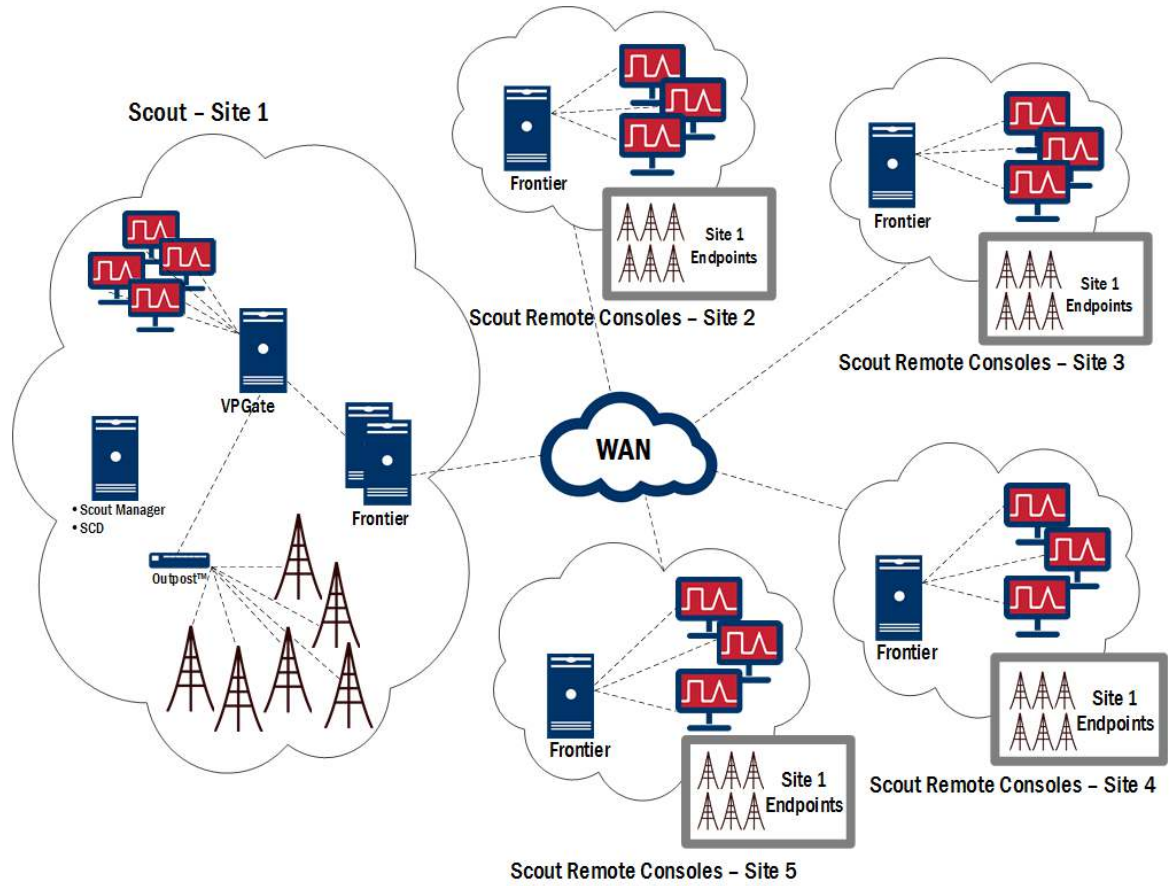 Scout – Site 1
VPGate
• Scout Manager
• SCD
Outpost™
Frontier
Frontier
Site 1
Endpoints
Scout Remote Consoles – Site 2
Frontier
Site 1
Endpoints
Scout Remote Consoles – Site 3
WAN
Frontier
Site 1
Endpoints
Scout Remote Consoles – Site 4
Frontier
Site 1
Endpoints
Scout Remote Consoles – Site 5